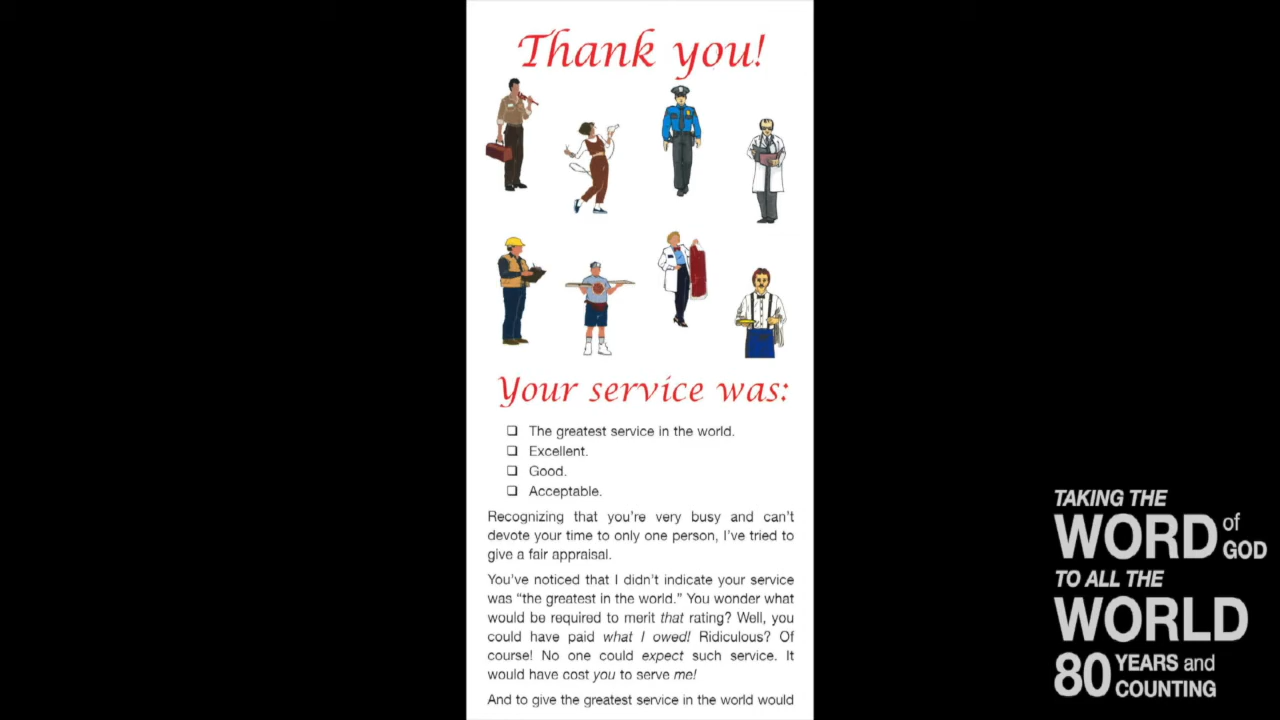 Thank you!
Your service was:
❑ The greatest service in the world.
❑ Excellent.
❑ Good.
❑ Acceptable.
Recognizing that you're very busy and can't
devote your time to only one person, I've tried to
give a fair appraisal.
You've noticed that I didn't indicate your service
was “the greatest in the world.” You wonder what
would be required to merit that rating? Well, you
could have paid what I owed! Ridiculous? Of
course! No one could expect such service. It
would have cost you to serve me!
And to give the greatest service in the world would
TAKING THE
WORD of
GOD
TO ALL THE
WORLD
80 YEARS and
COUNTING